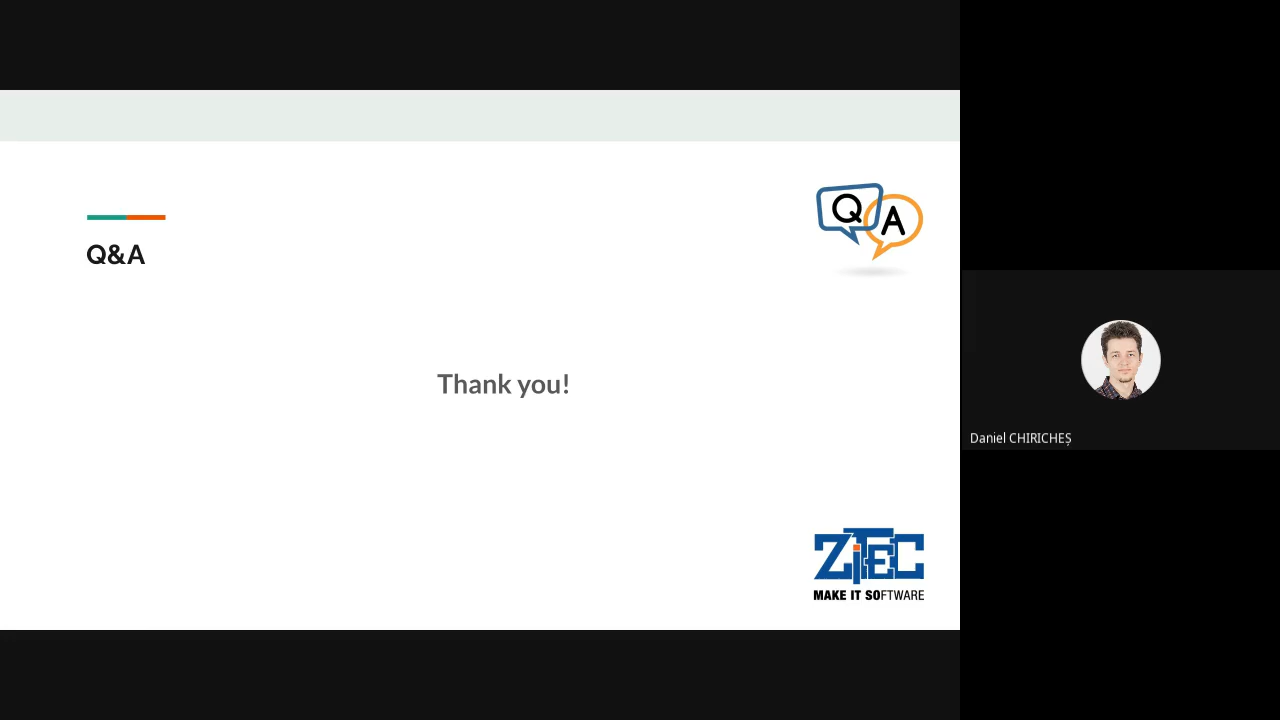 Q A
Q&A
Thank you!
ZiTEC
MAKE IT SOFTWARE
Daniel CHIRICHEȘ